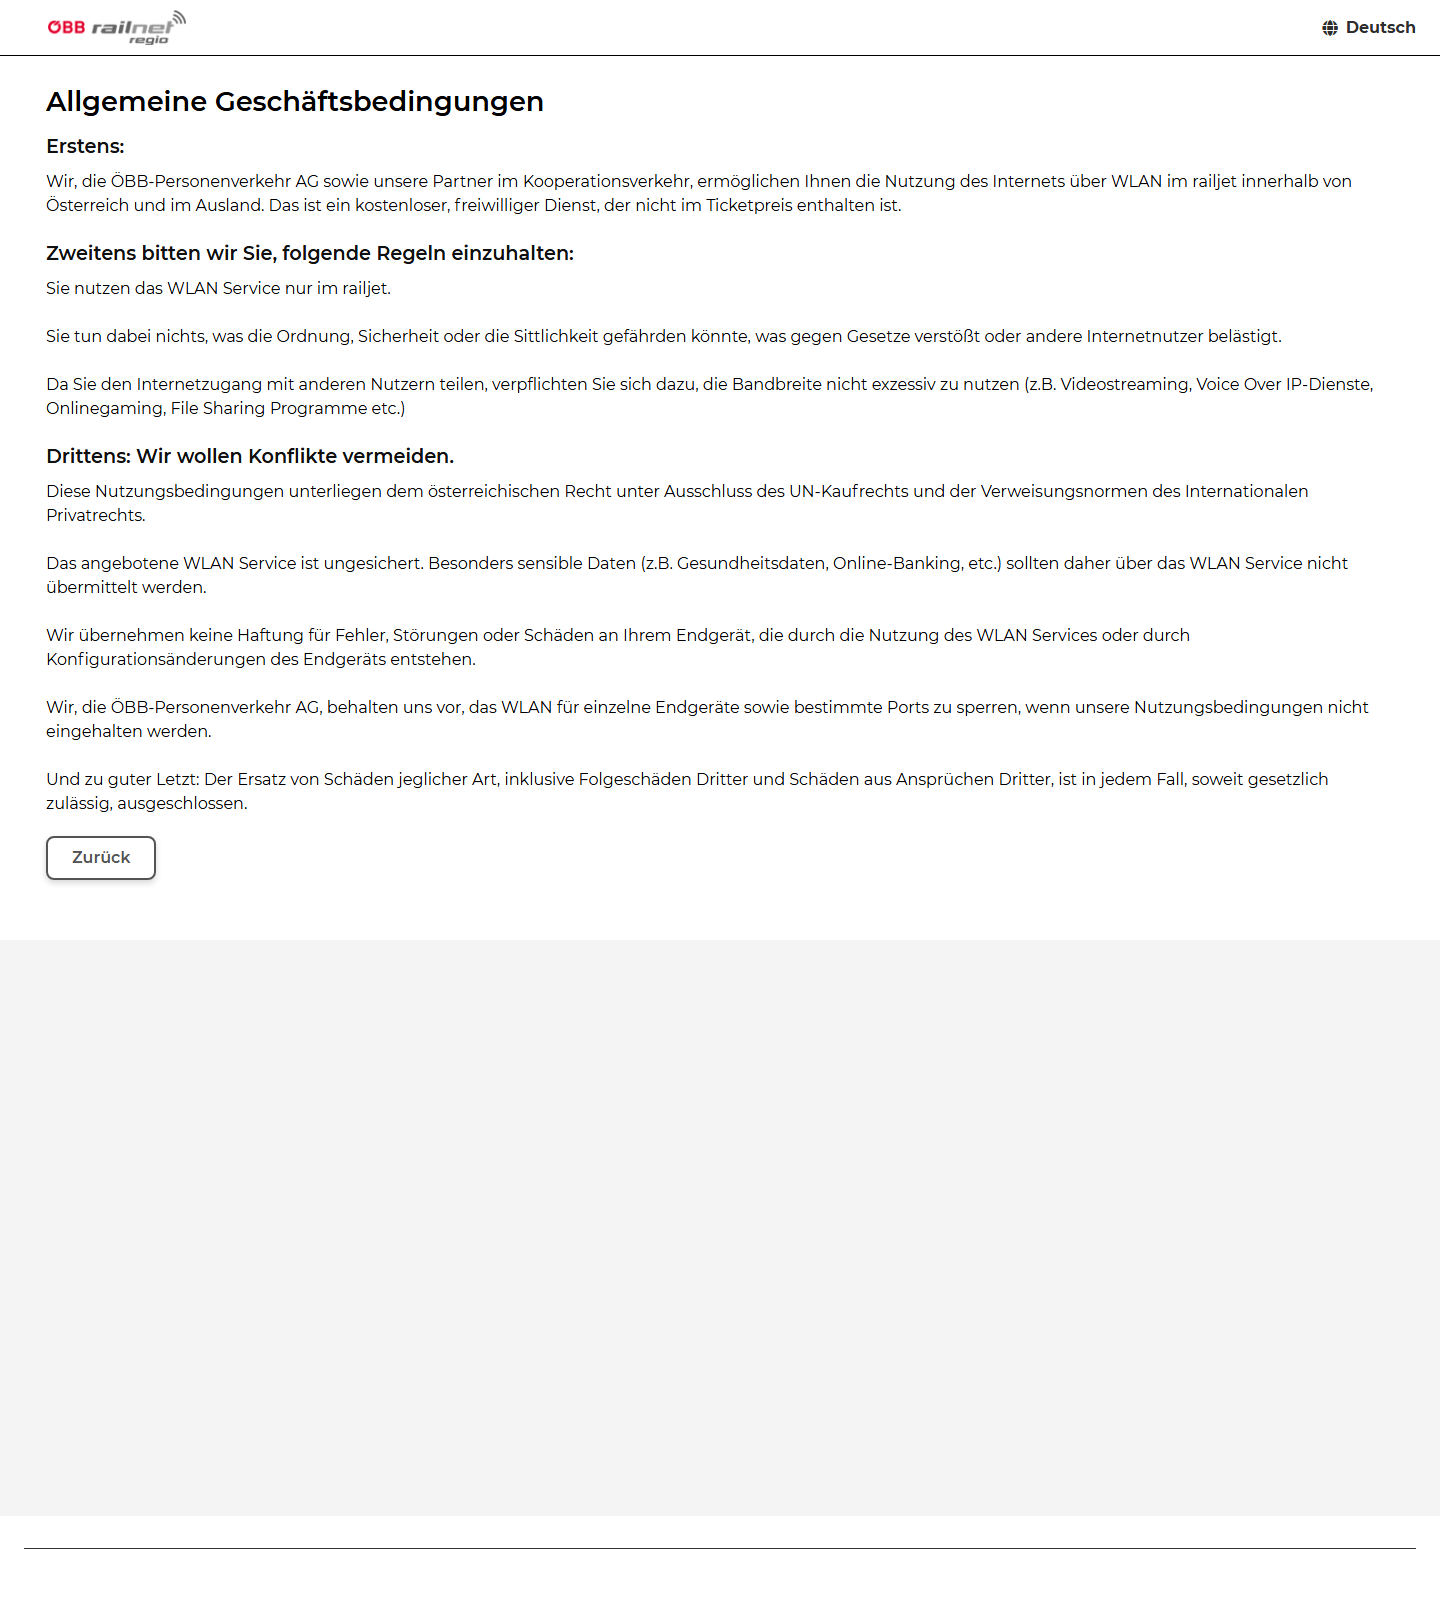 ÖBB railnet regio
Deutsch
Allgemeine Geschäftsbedingungen
Erstens:
Wir, die ÖBB-Personenverkehr AG sowie unsere Partner im Kooperationsverkehr, ermöglichen Ihnen die Nutzung des Internets über WLAN im railjet innerhalb von
Österreich und im Ausland. Das ist ein kostenloser, freiwilliger Dienst, der nicht im Ticketpreis enthalten ist.
Zweitens bitten wir Sie, folgende Regeln einzuhalten:
Sie nutzen das WLAN Service nur im railjet.
Sie tun dabei nichts, was die Ordnung, Sicherheit oder die Sittlichkeit gefährden könnte, was gegen Gesetze verstößt oder andere Internetnutzer belästigt.
Da Sie den Internetzugang mit anderen Nutzern teilen, verpflichten Sie sich dazu, die Bandbreite nicht exzessiv zu nutzen (z.B. Videostreaming, Voice Over IP-Dienste,
Onlinegaming, File Sharing Programme etc.)
Drittens: Wir wollen Konflikte vermeiden.
Diese Nutzungsbedingungen unterliegen dem österreichischen Recht unter Ausschluss des UN-Kaufrechts und der Verweisungsnormen des Internationalen
Privatrechts.
Das angebotene WLAN Service ist ungesichert. Besonders sensible Daten (z.B. Gesundheitsdaten, Online-Banking, etc.) sollten daher über das WLAN Service nicht
übermittelt werden.
Wir übernehmen keine Haftung für Fehler, Störungen oder Schäden an Ihrem Endgerät, die durch die Nutzung des WLAN Services oder durch
Konfigurationsänderungen des Endgeräts entstehen.
Wir, die ÖBB-Personenverkehr AG, behalten uns vor, das WLAN für einzelne Endgeräte sowie bestimmte Ports zu sperren, wenn unsere Nutzungsbedingungen nicht
eingehalten werden.
Und zu guter Letzt: Der Ersatz von Schäden jeglicher Art, inklusive Folgeschäden Dritter und Schäden aus Ansprüchen Dritter, ist in jedem Fall, soweit gesetzlich
zulässig, ausgeschlossen.
Zurück